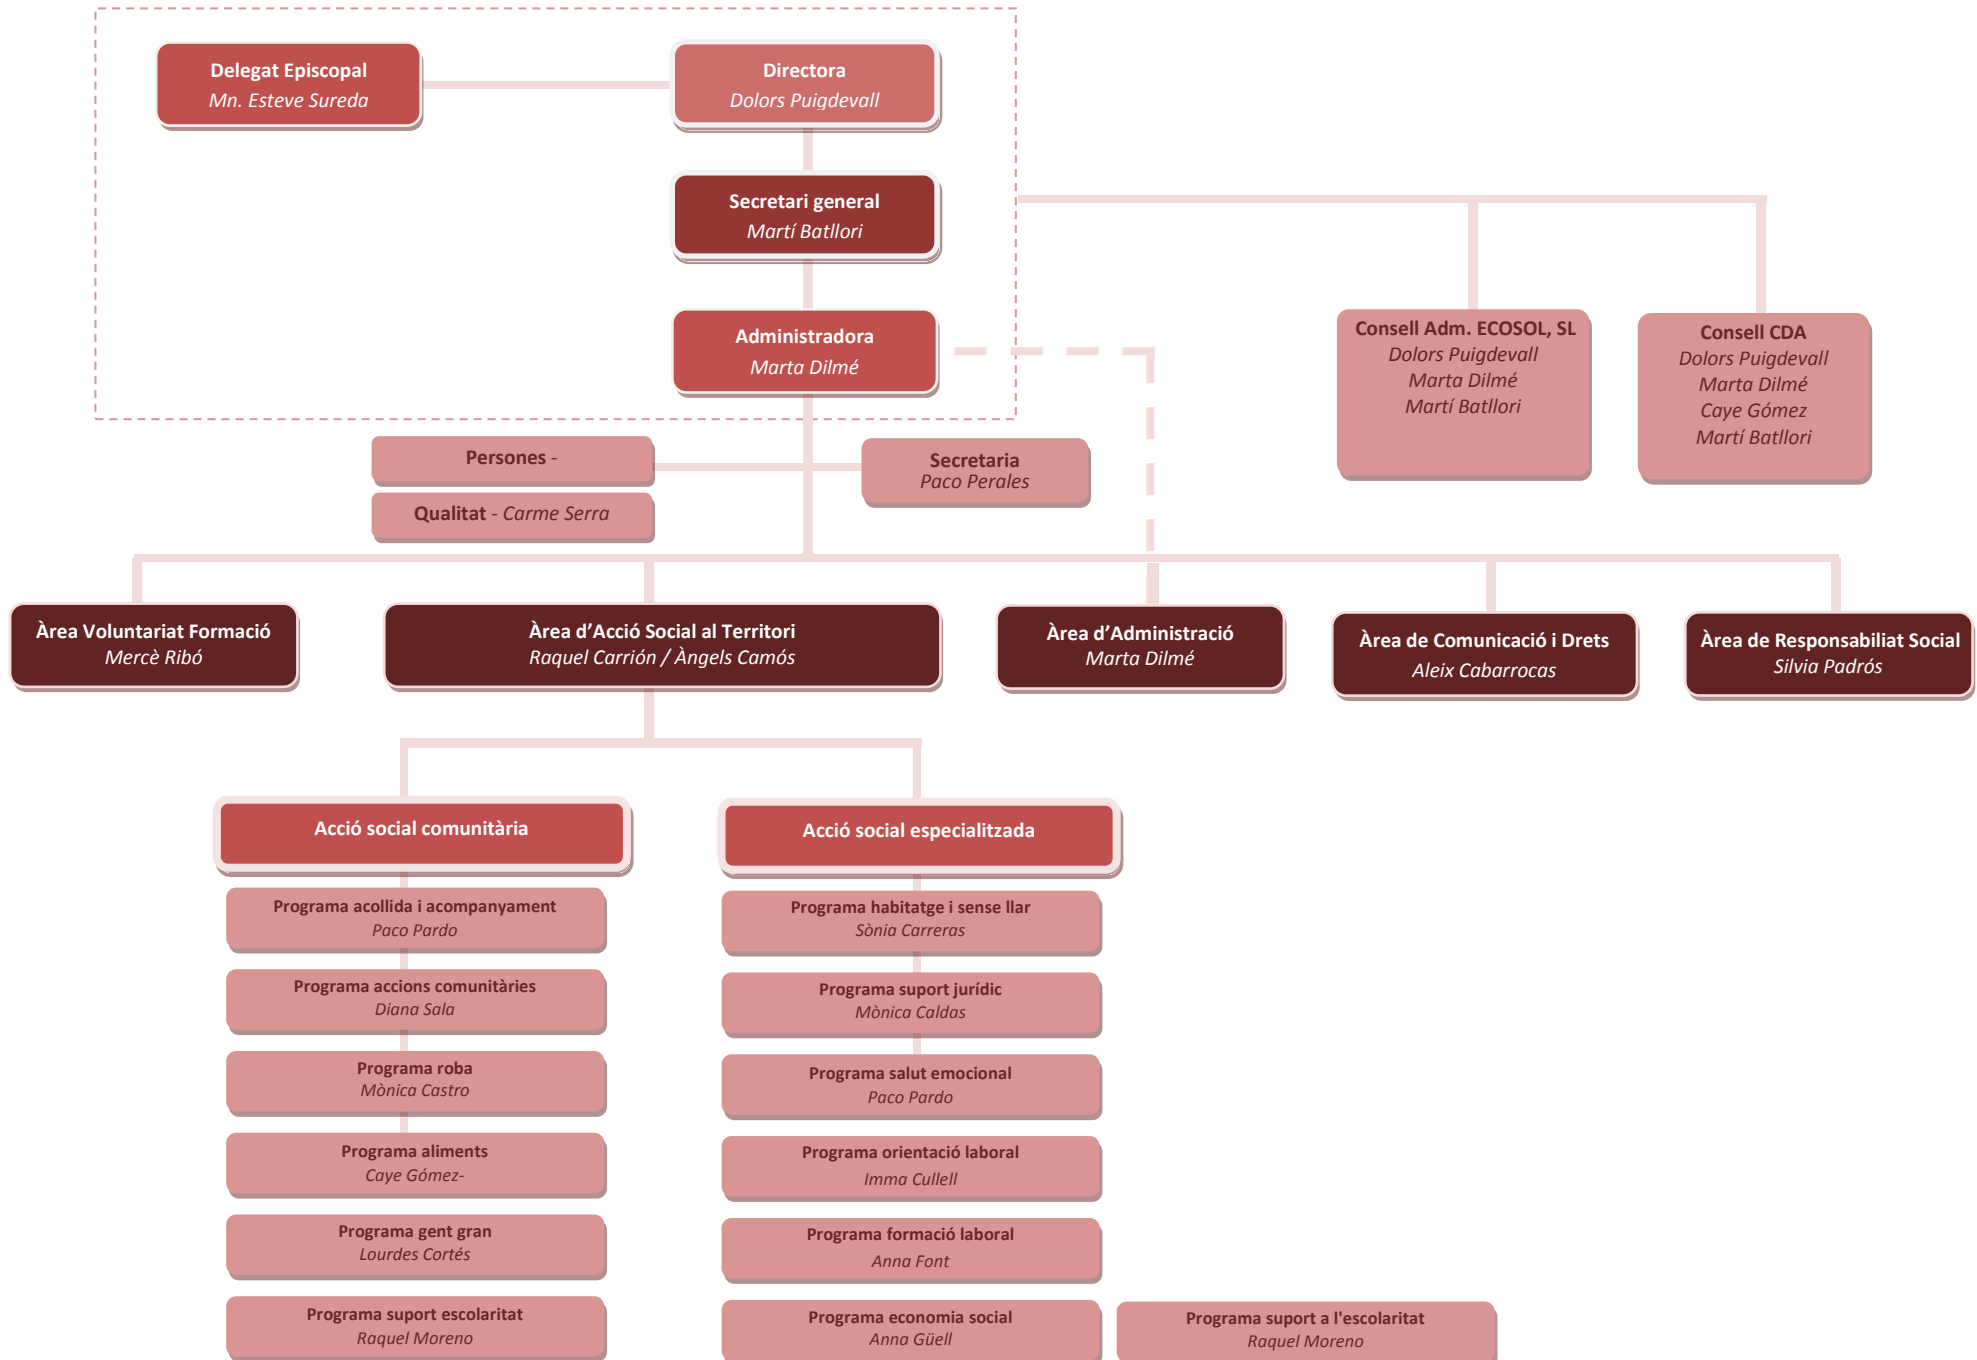 Delegat Episcopal
Mn. Esteve Sureda
Directora
Dolors Puigdevall
Secretari general
Martí Batllori
Administradora
Marta Dilmé
Consell Adm. ECOSOL, SL
Dolors Puigdevall
Marta Dilmé
Martí Batllori
Consell CDA
Dolors Puigdevall
Marta Dilmé
Caye Gómez
Martí Batllori
Persones -
Qualitat - Carme Serra
Secretaria
Paco Perales
Àrea Voluntariat Formació
Mercè Ribó
Àrea d’Acció Social al Territori
Raquel Carrión / Àngels Camós
Àrea d’Administració
Marta Dilmé
Àrea de Comunicació i Drets
Aleix Cabarrocas
Àrea de Responsabiliat Social
Silvia Padrós
Acció social comunitària
Programa acollida i acompanyament
Paco Pardo
Programa accions comunitàries
Diana Sala
Programa roba
Mònica Castro
Programa aliments
Caye Gómez-
Programa gent gran
Lourdes Cortés
Programa suport escolaritat
Raquel Moreno
Acció social especialitzada
Programa habitatge i sense llar
Sònia Carreras
Programa suport jurídic
Mònica Caldas
Programa salut emocional
Paco Pardo
Programa orientació laboral
Imma Cullell
Programa formació laboral
Anna Font
Programa economia social
Anna Güell
Programa suport a l'escolaritat
Raquel Moreno